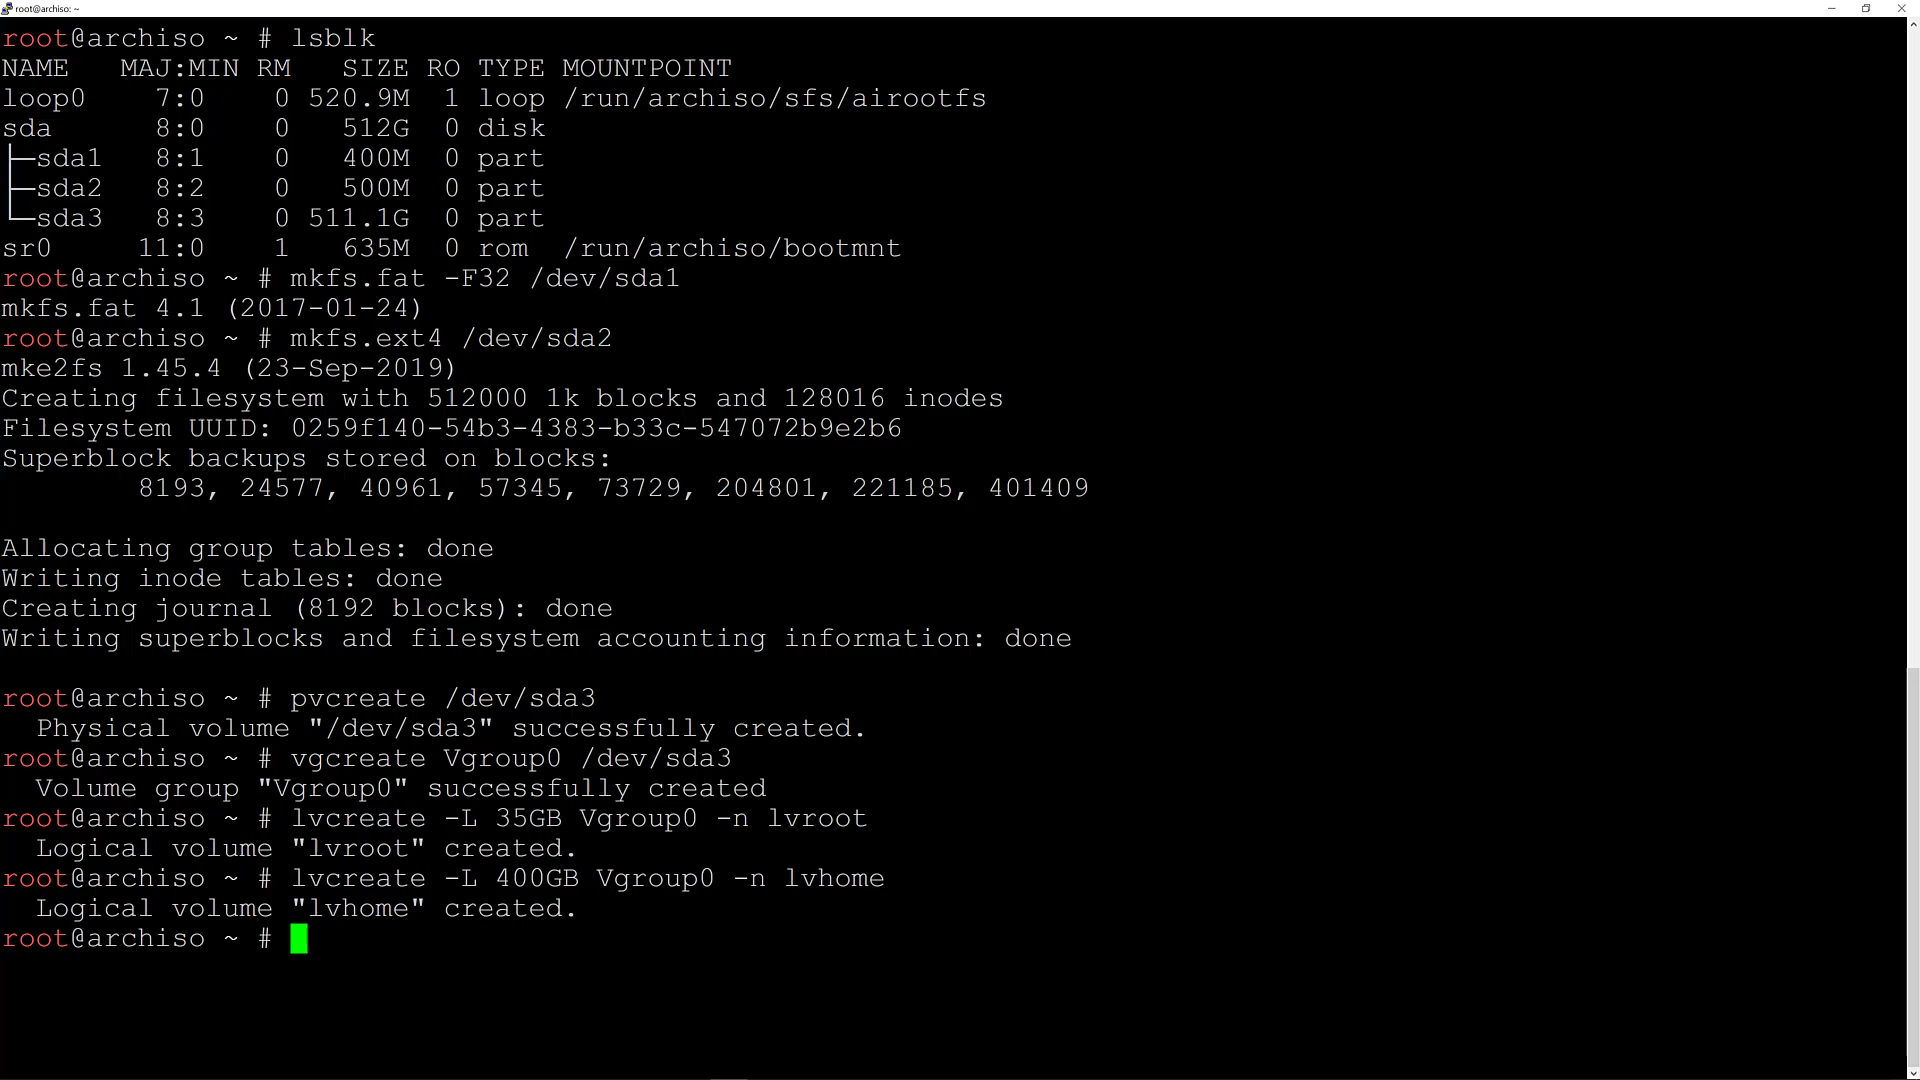 root@archiso: ~
root@archiso ~ # lsblk
NAME   MAJ:MIN RM   SIZE RO TYPE MOUNTPOINT
loop0    7:0    0 520.9M  1 loop /run/archiso/sfs/airootfs
sda      8:0    0   512G  0 disk
├─sda1   8:1    0   400M  0 part
├─sda2   8:2    0   500M  0 part
└─sda3   8:3    0 511.1G  0 part
sr0     11:0    1   635M  0 rom  /run/archiso/bootmnt
root@archiso ~ # mkfs.fat -F32 /dev/sda1
mkfs.fat 4.1 (2017-01-24)
root@archiso ~ # mkfs.ext4 /dev/sda2
mke2fs 1.45.4 (23-Sep-2019)
Creating filesystem with 512000 1k blocks and 128016 inodes
Filesystem UUID: 0259f140-54b3-4383-b33c-547072b9e2b6
Superblock backups stored on blocks:
        8193, 24577, 40961, 57345, 73729, 204801, 221185, 401409
Allocating group tables: done
Writing inode tables: done
Creating journal (8192 blocks): done
Writing superblocks and filesystem accounting information: done
root@archiso ~ # pvcreate /dev/sda3
  Physical volume "/dev/sda3" successfully created.
root@archiso ~ # vgcreate Vgroup0 /dev/sda3
  Volume group "Vgroup0" successfully created
root@archiso ~ # lvcreate -L 35GB Vgroup0 -n lvroot
  Logical volume "lvroot" created.
root@archiso ~ # lvcreate -L 400GB Vgroup0 -n lvhome
  Logical volume "lvhome" created.
root@archiso ~ #